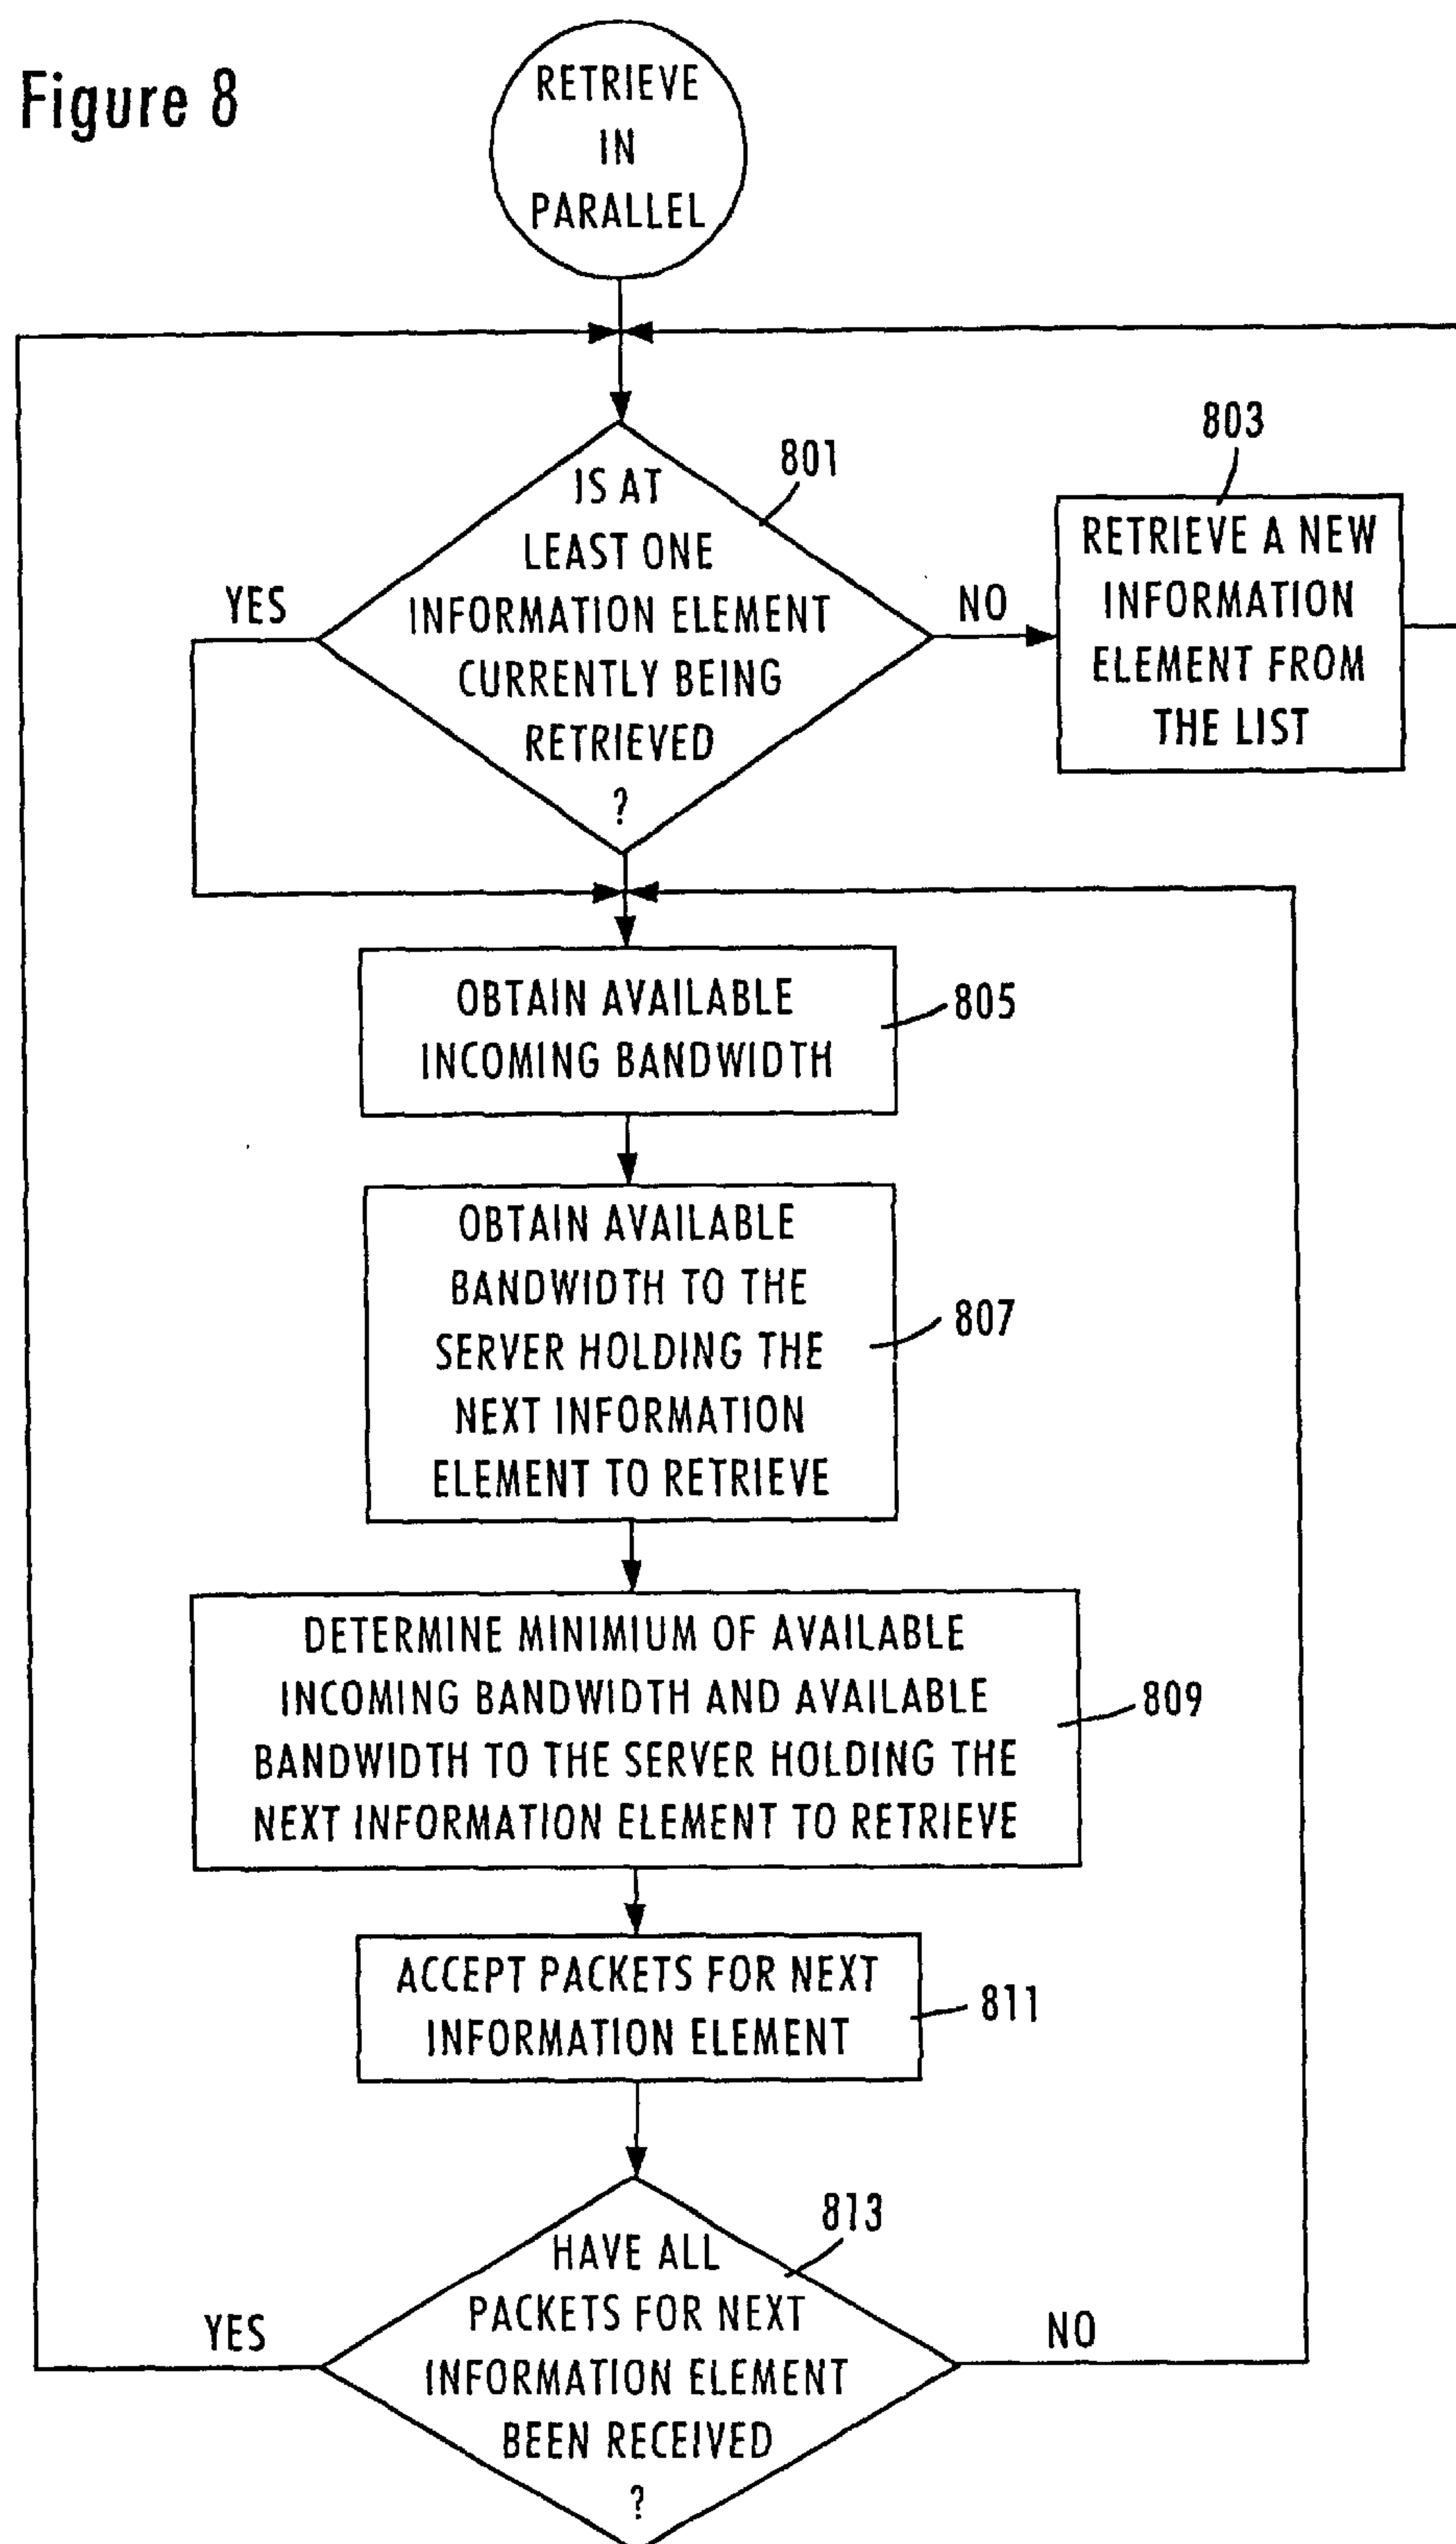 Figure 8
RETRIEVE
IN
PARALLEL
801
803
IS AT
LEAST ONE
INFORMATION ELEMENT
CURRENTLY BEING
RETRIEVED
?
YES
NO
RETRIEVE A NEW
INFORMATION
ELEMENT FROM
THE LIST
OBTAIN AVAILABLE
INCOMING BANDWIDTH
805
OBTAIN AVAILABLE
BANDWIDTH TO THE
SERVER HOLDING THE
NEXT INFORMATION
ELEMENT TO RETRIEVE
807
DETERMINE MINIMIUM OF AVAILABLE
INCOMING BANDWIDTH AND AVAILABLE
BANDWIDTH TO THE SERVER HOLDING THE
NEXT INFORMATION ELEMENT TO RETRIEVE
809
ACCEPT PACKETS FOR NEXT
INFORMATION ELEMENT
811
813
HAVE ALL
PACKETS FOR NEXT
INFORMATION ELEMENT
BEEN RECEIVED
?
YES
NO